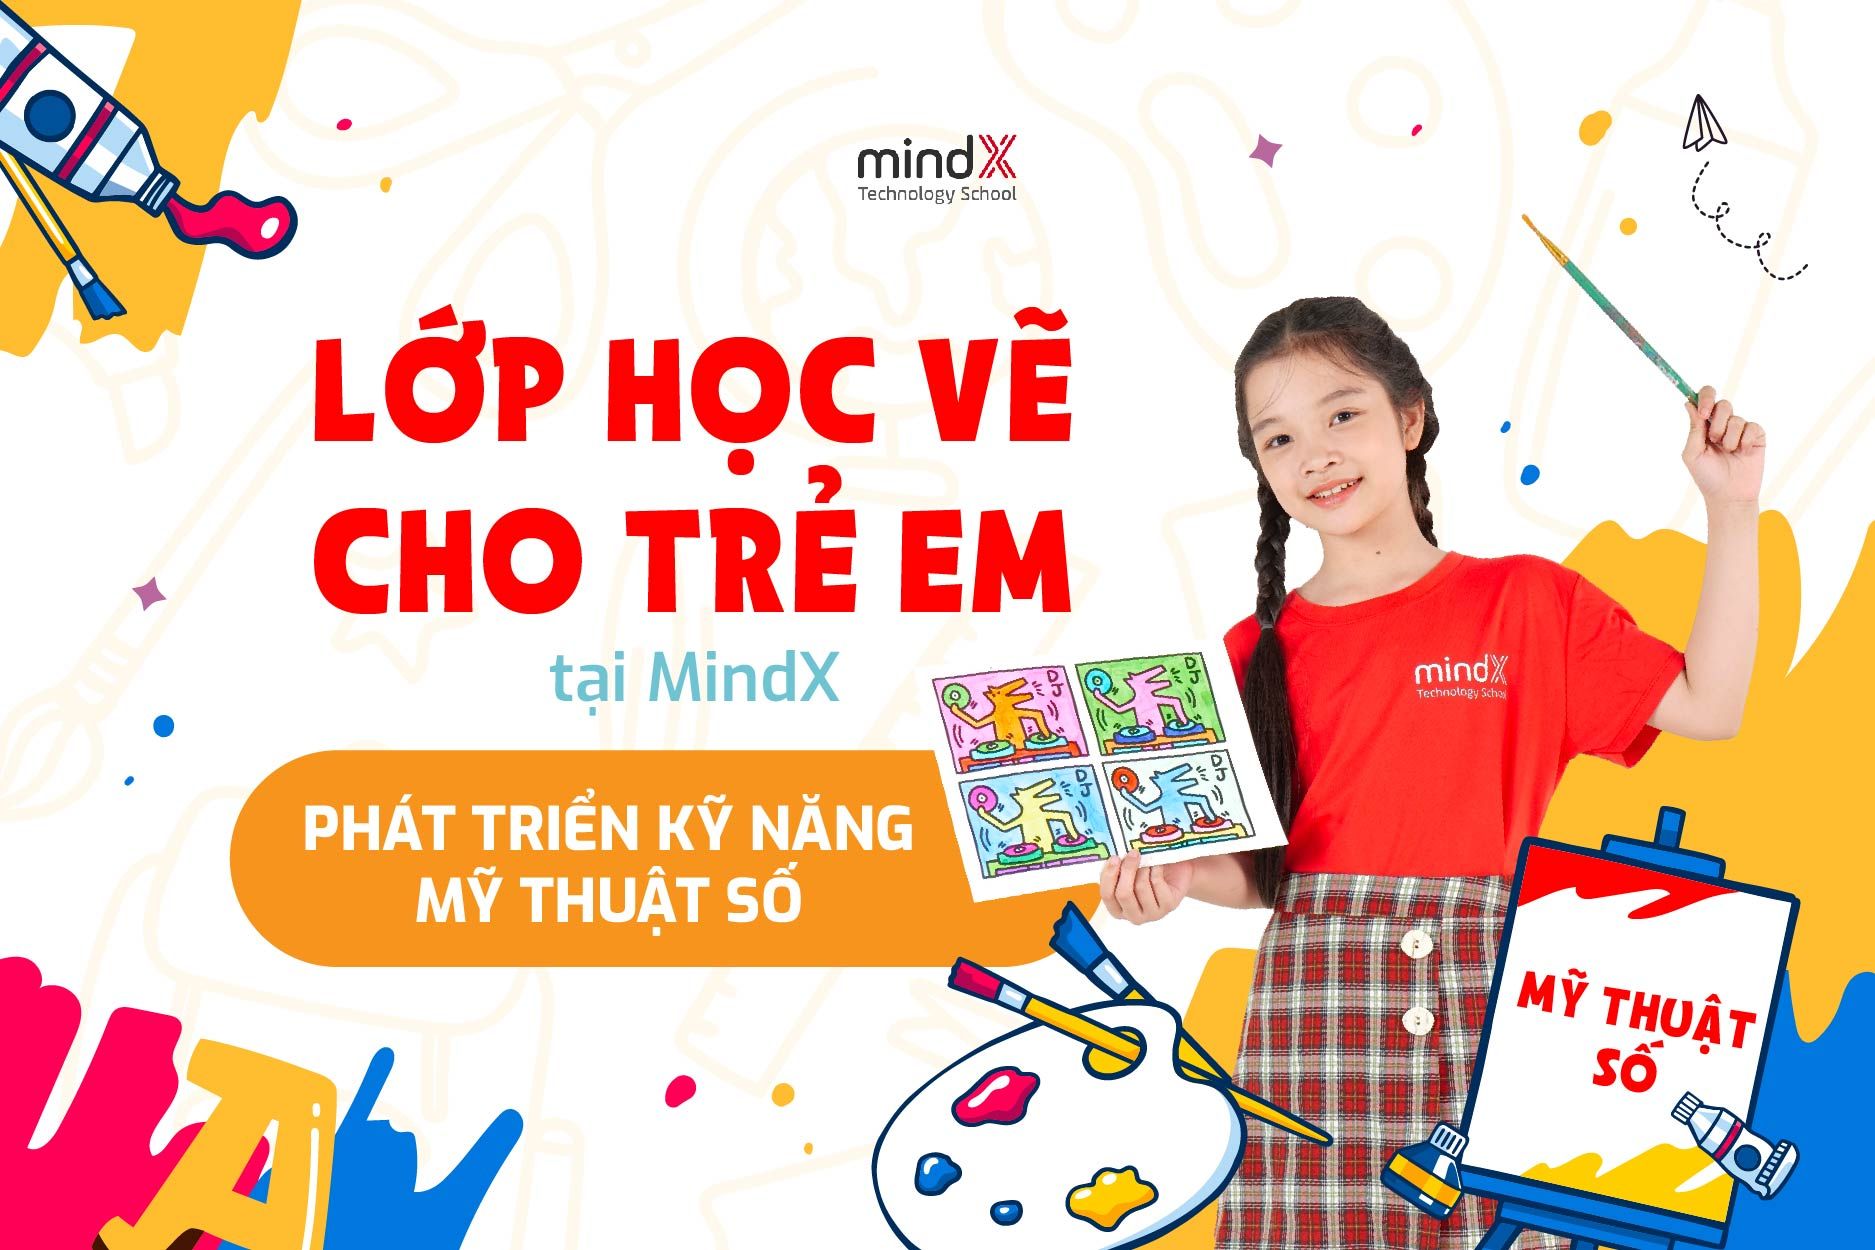 mindX
Technology School
LỚP HỌC VẼ
CHO TRẺ EM
tại MindX
PHÁT TRIỂN KỸ NĂNG
MỸ THUẬT SỐ
mindX
Technology School
DJ
DJ
DJ
DJ
MỸ THUẬT
SỐ